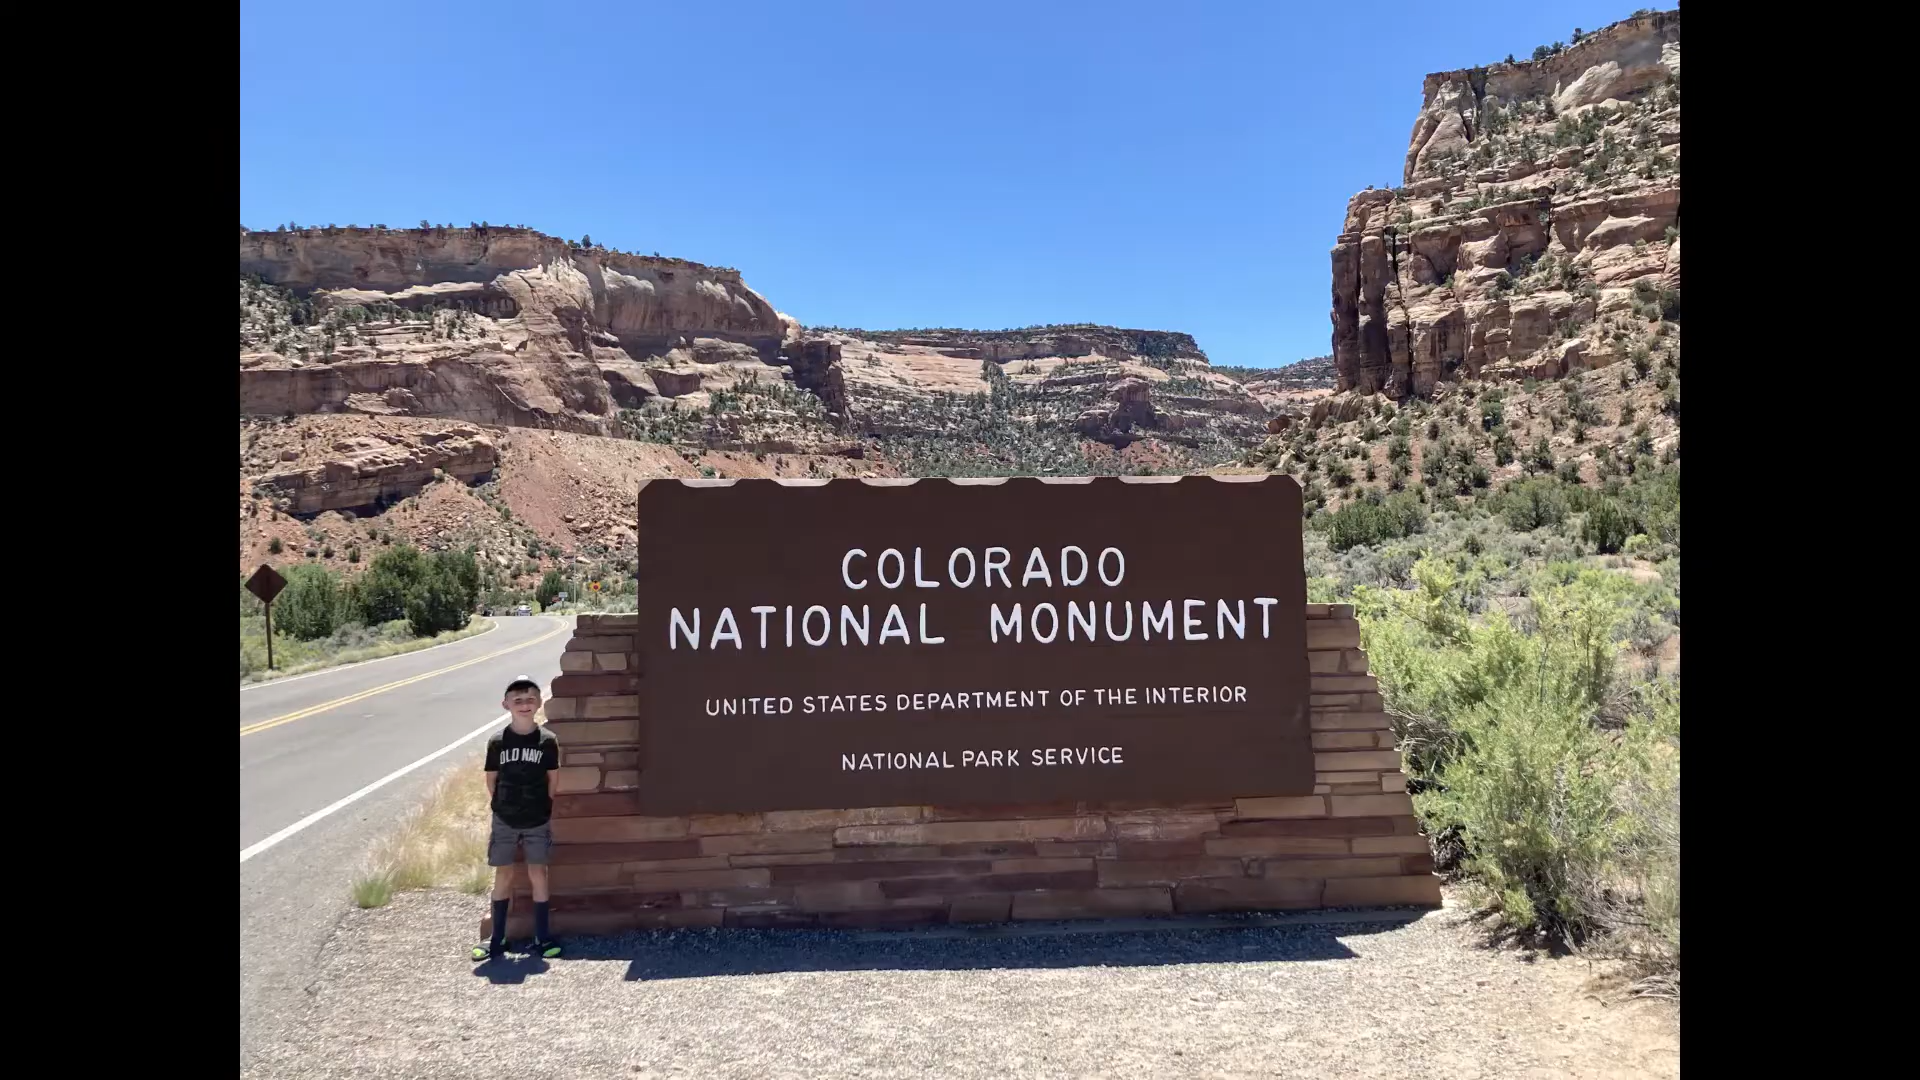 COLORADO
NATIONAL MONUMENT
UNITED STATES DEPARTMENT OF THE INTERIOR
NATIONAL PARK SERVICE
OLD NAVY